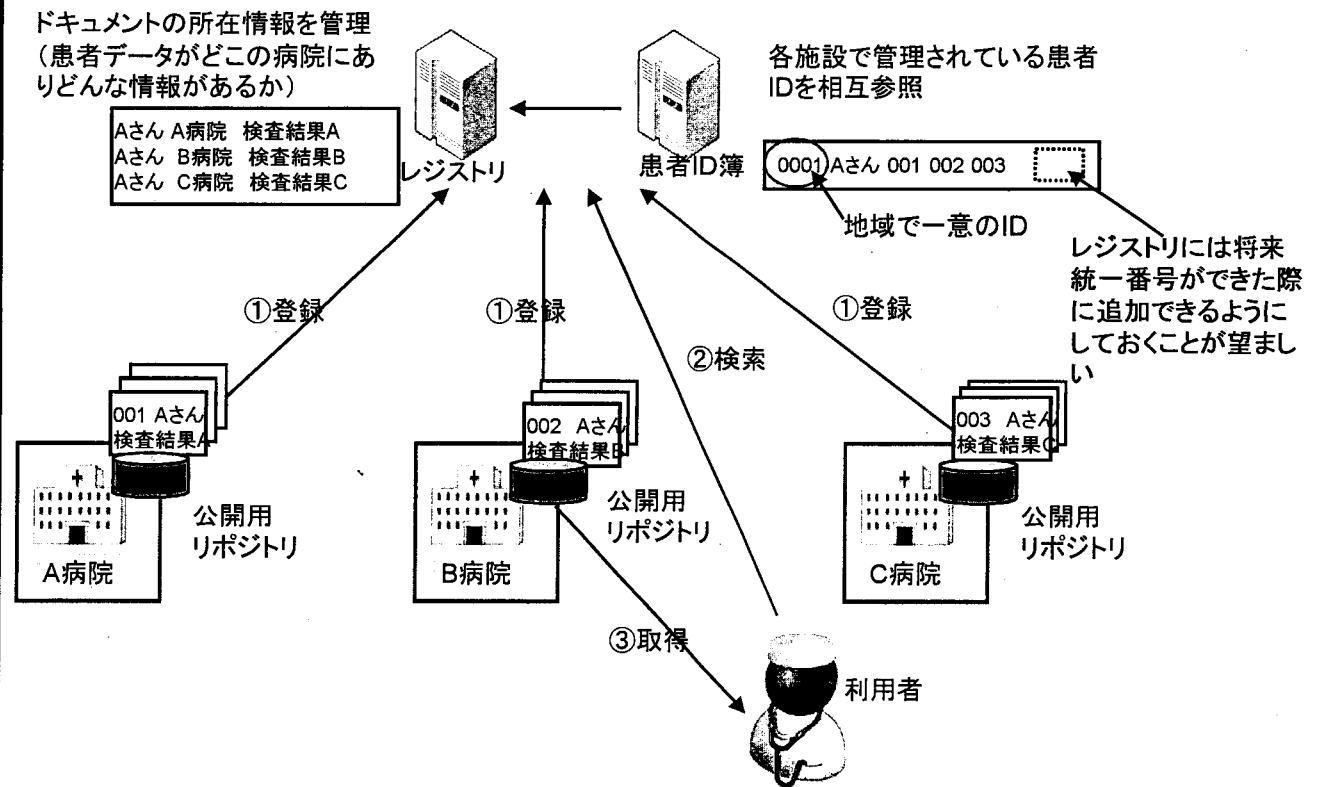 ドキュメントの所在情報を管理
(患者データがどこの病院にあ
りどんな情報があるか)
Aさん A病院 検査結果A
Aさん B病院 検査結果B
Aさん C病院 検査結果C
レジストリ
患者ID簿
各施設で管理されている患者
IDを相互参照
0001 Aさん 001 002 003
地域で一意のID
レジストリには将来
統一番号ができた際
に追加できるように
しておくことが望まし
い
①登録
①登録
①登録
②検索
001 Aさん
検査結果A
公開用
リポジトリ
A病院
002 Aさん
検査結果B
公開用
リポジトリ
B病院
003 Aさん
検査結果C
公開用
リポジトリ
C病院
③取得
利用者